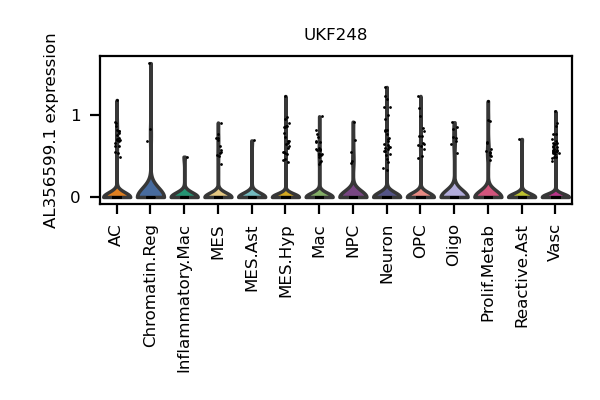 UKF248
AL356599.1 expression
1
0
AC
Chromatin.Reg
Inflammatory.Mac
MES
MES.Ast
MES.Hyp
Mac
NPC
Neuron
OPC
Oligo
Prolif.Metab
Reactive.Ast
Vasc